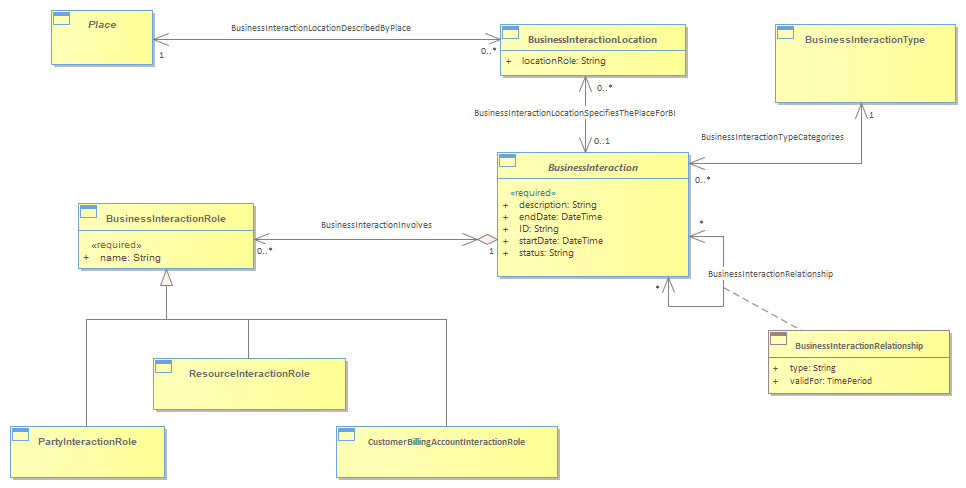 Place
BusinessInteractionLocationDescribedByPlace
1
0..*
BusinessInteractionLocation
+ locationRole: String
BusinessInteractionType
0..*
BusinessInteractionLocationSpecifiesThePlaceForBI
0..1
1
BusinessInteractionTypeCategorizes
0..*
BusinessInteraction
«required»
+ description: String
+ endDate: DateTime
+ ID: String
+ startDate: DateTime
+ status: String
BusinessInteractionRole
«required»
+ name: String
BusinessInteractionInvolves
0..*
1
*
BusinessInteractionRelationship
*
BusinessInteractionRelationship
+ type: String
+ validFor: TimePeriod
ResourceInteractionRole
PartyInteractionRole
CustomerBillingAccountInteractionRole